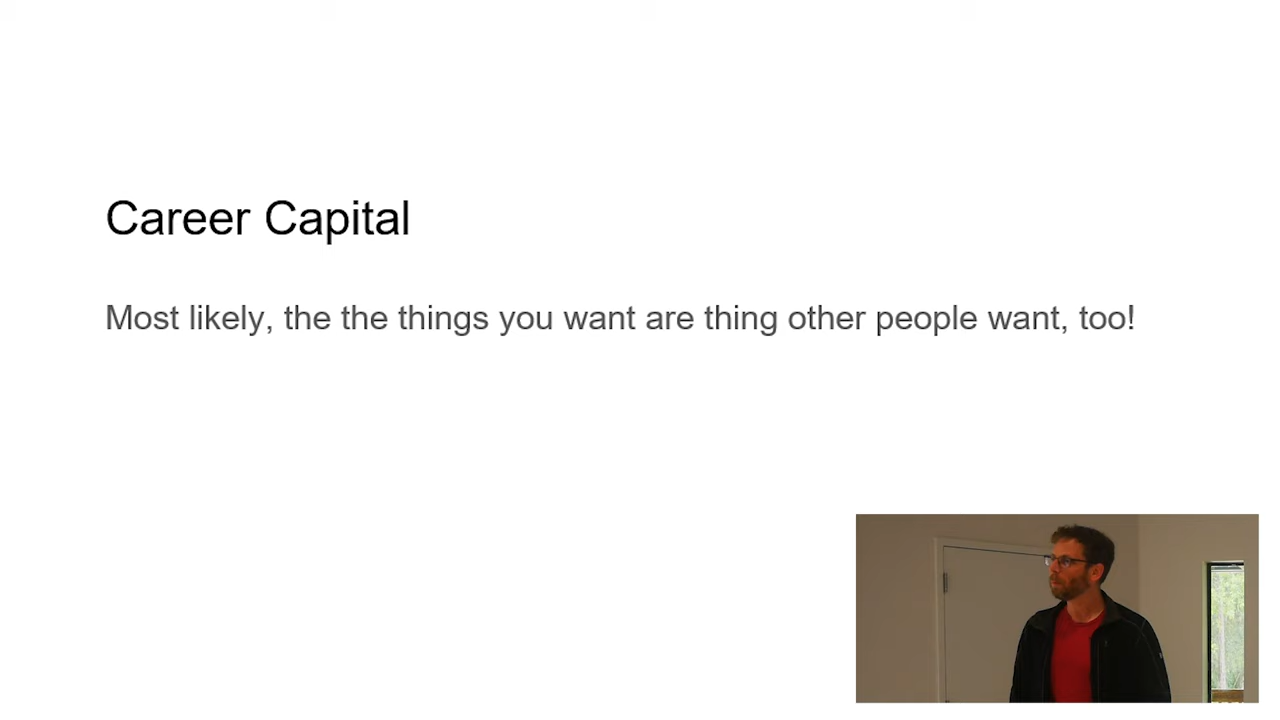 Career Capital
Most likely, the the things you want are thing other people want, too!